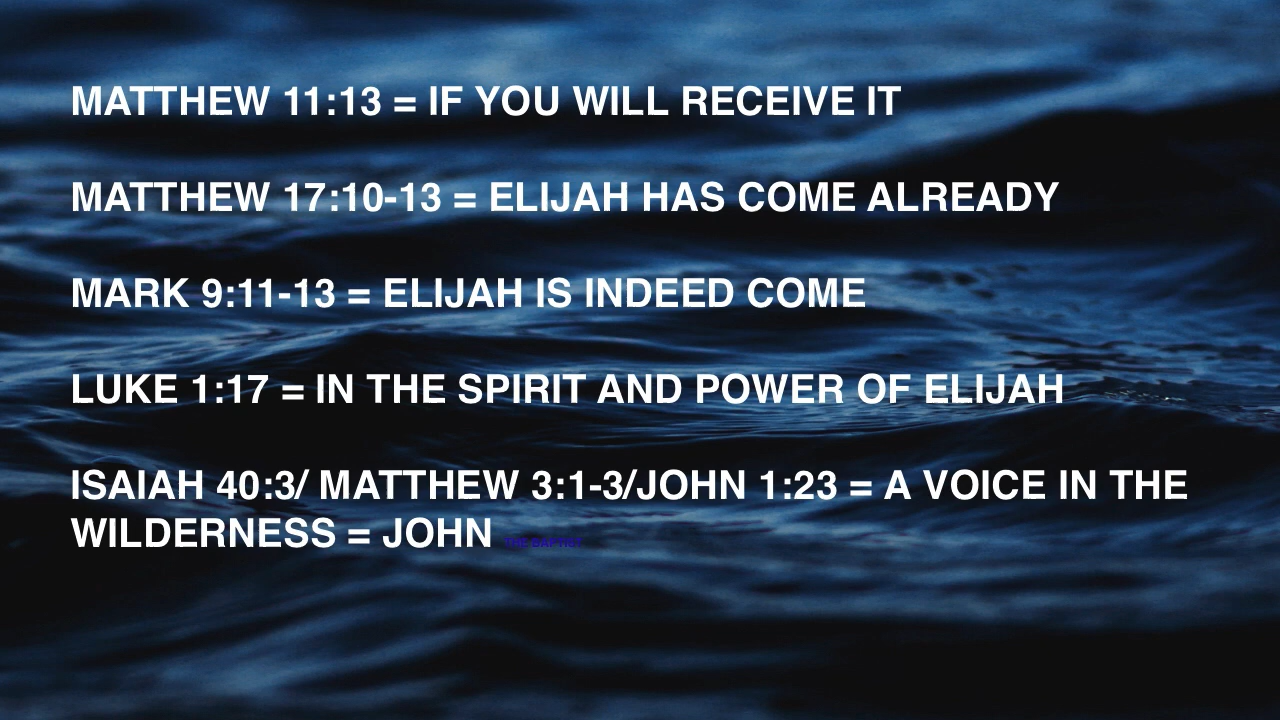 MATTHEW 11:13 = IF YOU WILL RECEIVE IT
MATTHEW 17:10-13 = ELIJAH HAS COME ALREADY
MARK 9:11-13 = ELIJAH IS INDEED COME
LUKE 1:17 = IN THE SPIRIT AND POWER OF ELIJAH
ISAIAH 40:3/ MATTHEW 3:1-3/JOHN 1:23 = A VOICE IN THE
WILDERNESS = JOHN THE BAPTIST